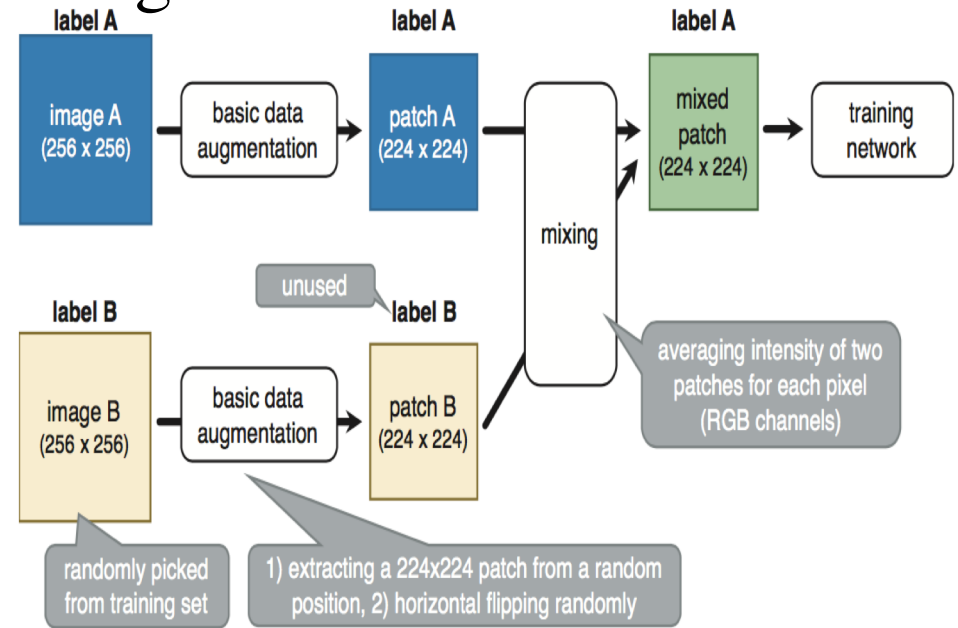 label A
label A
label A
image A
(256 x 256)
basic data
augmentation
patch A
(224 x 224)
mixing
mixed
patch
(224 x 224)
training
network
unused
label B
label B
image B
(256 x 256)
basic data
augmentation
patch B
(224 x 224)
averaging intensity of two
patches for each pixel
(RGB channels)
randomly picked
from training set
1) extracting a 224x224 patch from a random
position, 2) horizontal flipping randomly